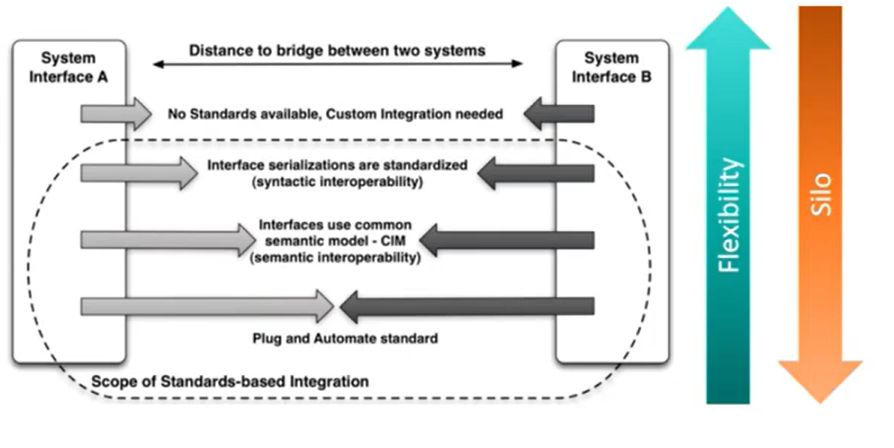 System
Interface A
Distance to bridge between two systems
System
Interface B
No Standards available, Custom Integration needed
Interface serializations are standardized
(syntactic interoperability)
Interfaces use common
semantic model - CIM
(semantic interoperability)
Plug and Automate standard
Scope of Standards-based Integration
Flexibility
Silo